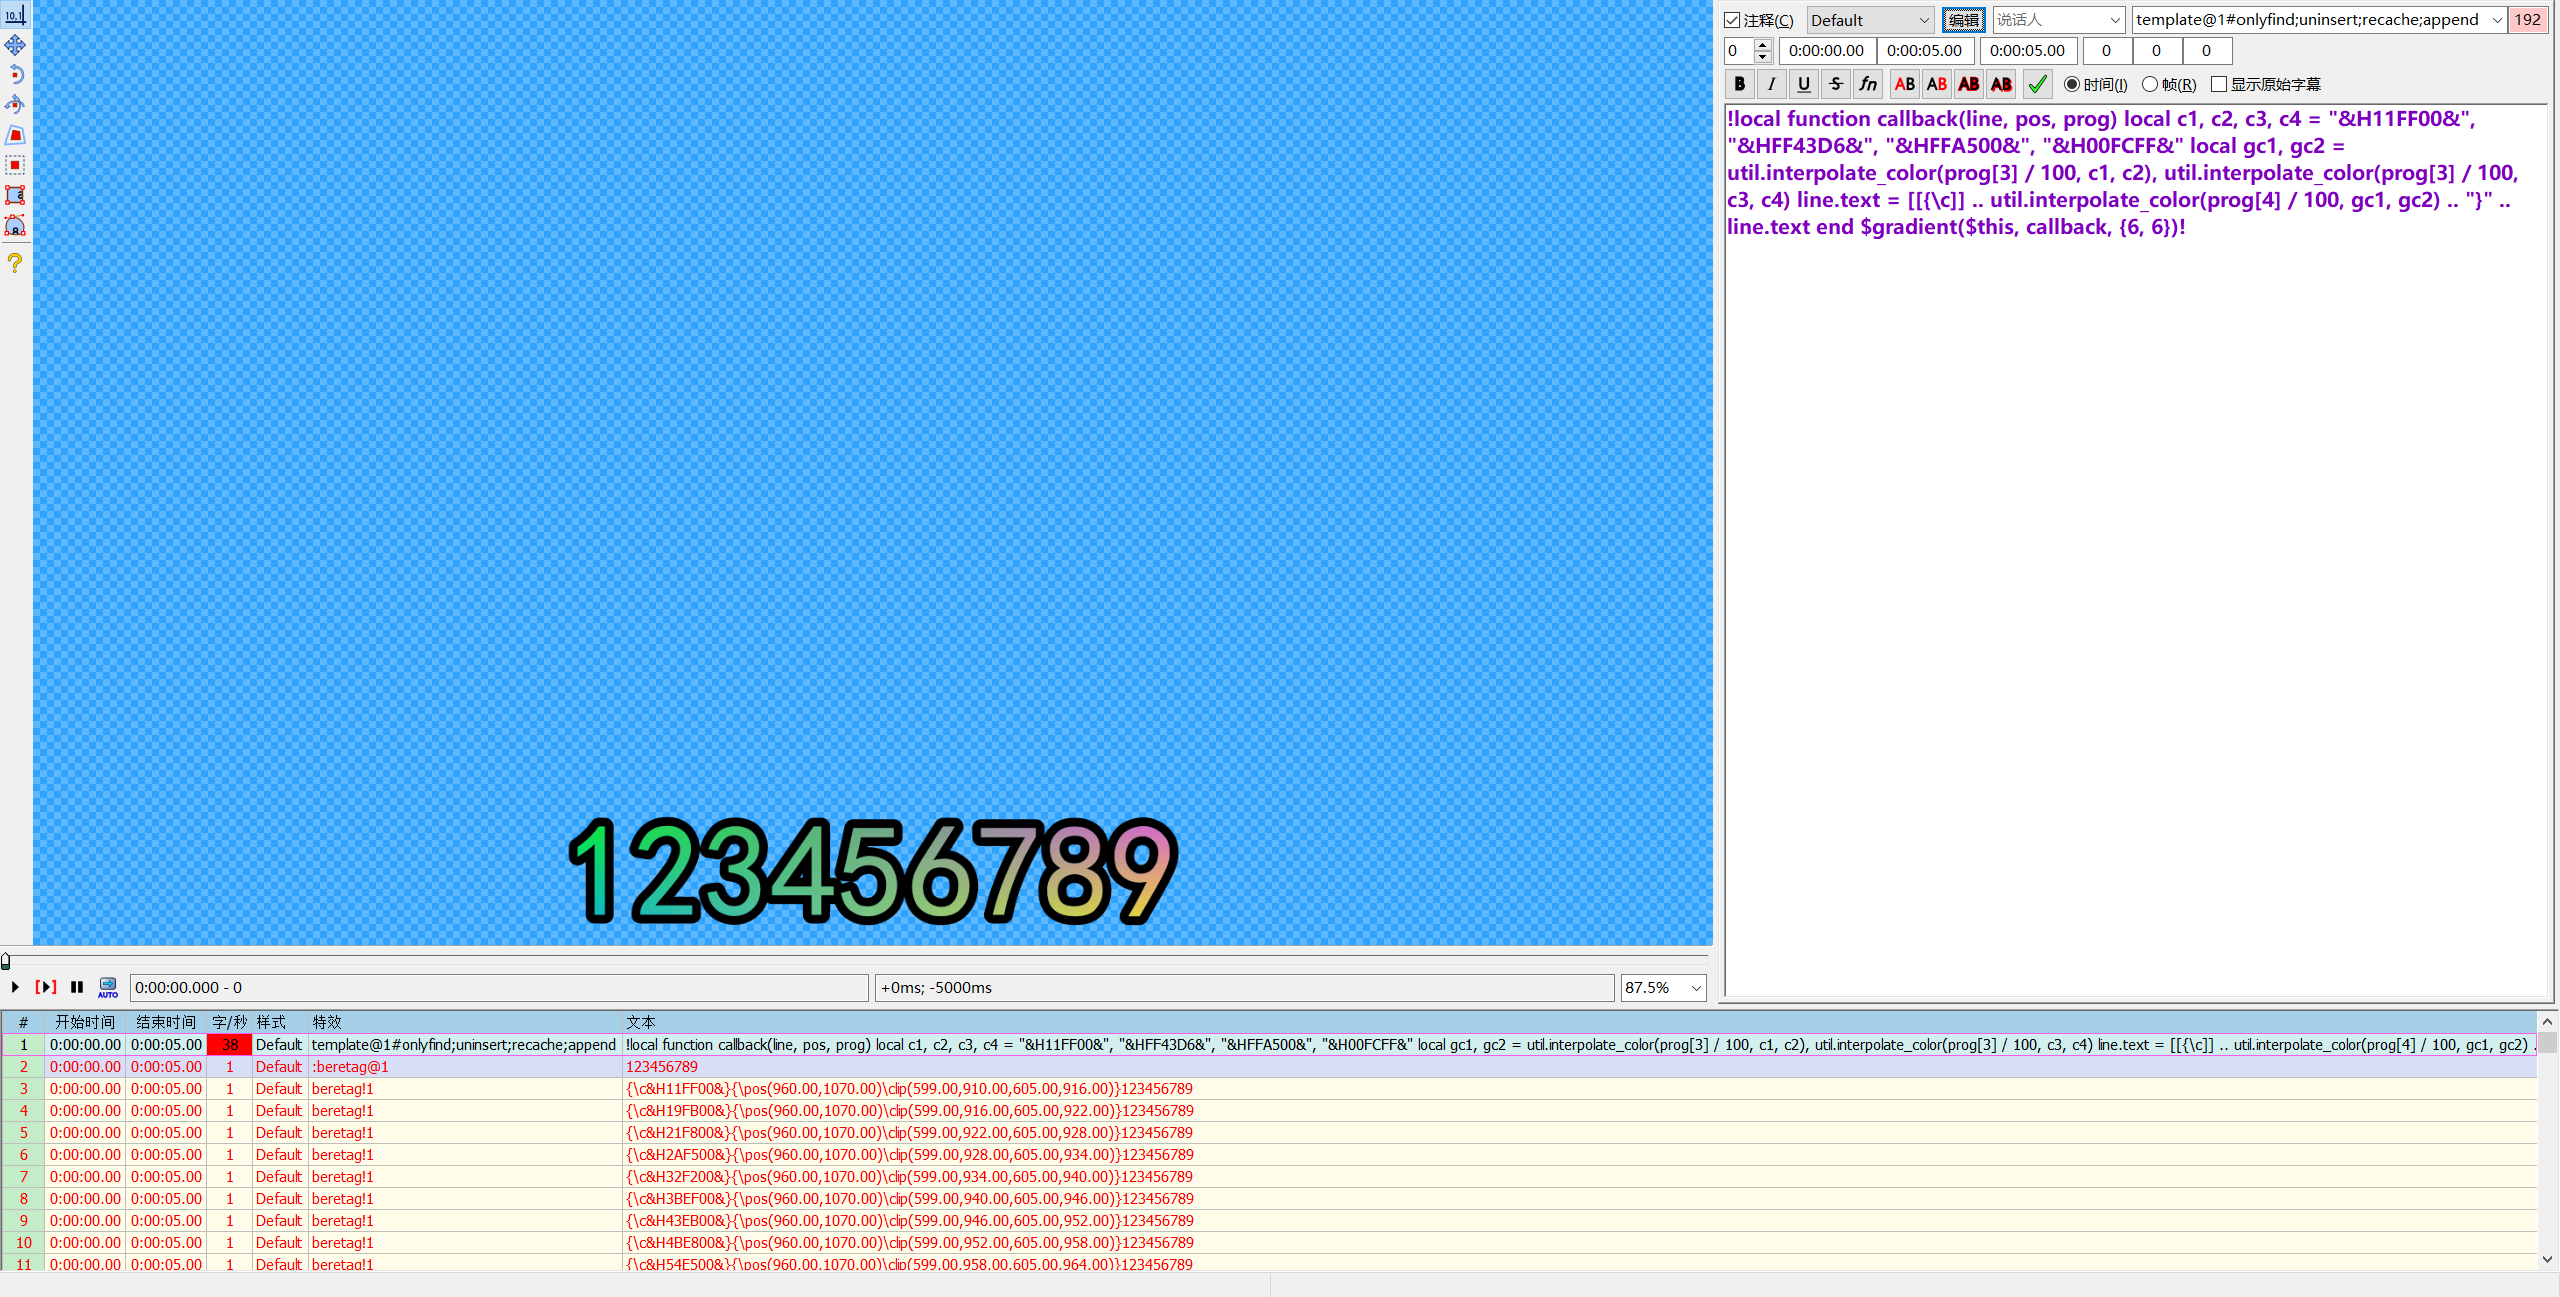 10,1
注释(C) Default 编辑 说话人 template@1#onlyfind;uninsert;recache;append 192
0 0:00:00.00 0:00:05.00 0:00:05.00 0 0 0
B I U S fn AB AB AB AB 时间(I) 帧(R) 显示原始字幕
!local function callback(line, pos, prog) local c1, c2, c3, c4 = "&H11FF00&",
"&HFF43D6&", "&HFFA500&", "&H00FCFF&" local gc1, gc2 =
util.interpolate_color(prog[3] / 100, c1, c2), util.interpolate_color(prog[3] / 100,
c3, c4) line.text = [[{\c]] .. util.interpolate_color(prog[4] / 100, gc1, gc2) .. "}" ..
line.text end $gradient($this, callback, {6, 6})!
123456789
AUTO 0:00:00.000 - 0 +0ms; -5000ms 87.5%
# 开始时间 结束时间 字/秒 样式 特效 文本
1 0:00:00.00 0:00:05.00 38 Default template@1#onlyfind;uninsert;recache;append !local function callback(line, pos, prog) local c1, c2, c3, c4 = "&H11FF00&", "&HFF43D6&", "&HFFA500&", "&H00FCFF&" local gc1, gc2 = util.interpolate_color(prog[3] / 100, c1, c2), util.interpolate_color(prog[3] / 100, c3, c4) line.text = [[{\c]] .. util.interpolate_color(prog[4] / 100, gc1, gc2) .
2 0:00:00.00 0:00:05.00 1 Default :beretag@1 123456789
3 0:00:00.00 0:00:05.00 1 Default beretag!1 {\c&H11FF00&}{\pos(960.00,1070.00)\clip(599.00,910.00,605.00,916.00)}123456789
4 0:00:00.00 0:00:05.00 1 Default beretag!1 {\c&H19FB00&}{\pos(960.00,1070.00)\clip(599.00,916.00,605.00,922.00)}123456789
5 0:00:00.00 0:00:05.00 1 Default beretag!1 {\c&H21F800&}{\pos(960.00,1070.00)\clip(599.00,922.00,605.00,928.00)}123456789
6 0:00:00.00 0:00:05.00 1 Default beretag!1 {\c&H2AF500&}{\pos(960.00,1070.00)\clip(599.00,928.00,605.00,934.00)}123456789
7 0:00:00.00 0:00:05.00 1 Default beretag!1 {\c&H32F200&}{\pos(960.00,1070.00)\clip(599.00,934.00,605.00,940.00)}123456789
8 0:00:00.00 0:00:05.00 1 Default beretag!1 {\c&H3BEF00&}{\pos(960.00,1070.00)\clip(599.00,940.00,605.00,946.00)}123456789
9 0:00:00.00 0:00:05.00 1 Default beretag!1 {\c&H43EB00&}{\pos(960.00,1070.00)\clip(599.00,946.00,605.00,952.00)}123456789
10 0:00:00.00 0:00:05.00 1 Default beretag!1 {\c&H4BE800&}{\pos(960.00,1070.00)\clip(599.00,952.00,605.00,958.00)}123456789
11 0:00:00.00 0:00:05.00 1 Default beretag!1 {\c&H54E500&}{\pos(960.00,1070.00)\clip(599.00,958.00,605.00,964.00)}123456789